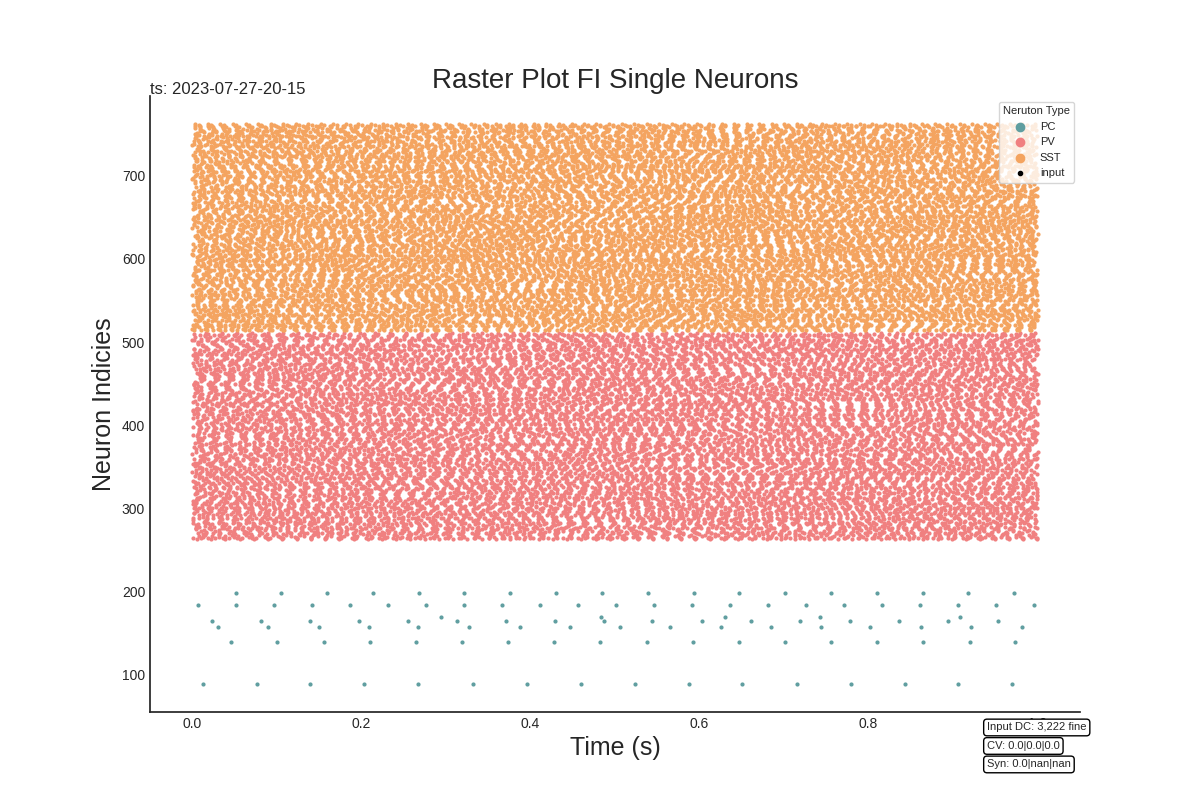 Raster Plot FI Single Neurons
ts: 2023-07-27-20-15
Neruton Type
PC
PV
SST
input
700
600
500
400
300
200
100
Neuron Indicies
0.0 0.2 0.4 0.6 0.8
Time (s)
Input DC: 3,222 fine
CV: 0.0|0.0|0.0
Syn: 0.0|nan|nan